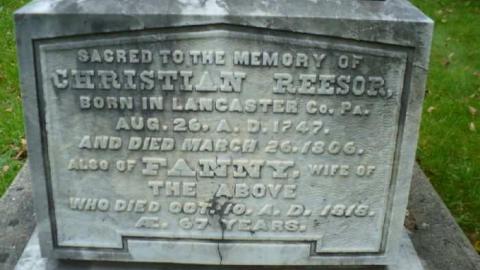 SACRED TO THE MEMORY OF
CHRISTIAN REESOR,
BORN IN LANCASTER Co. PA.
AUG. 26. A. D. 1747.
AND DIED MARCH 26. 1806.
ALSO OF FANNY, WIFE OF
THE ABOVE
WHO DIED OCT. 10. A. D. 1818.
Æ. 67 YEARS.